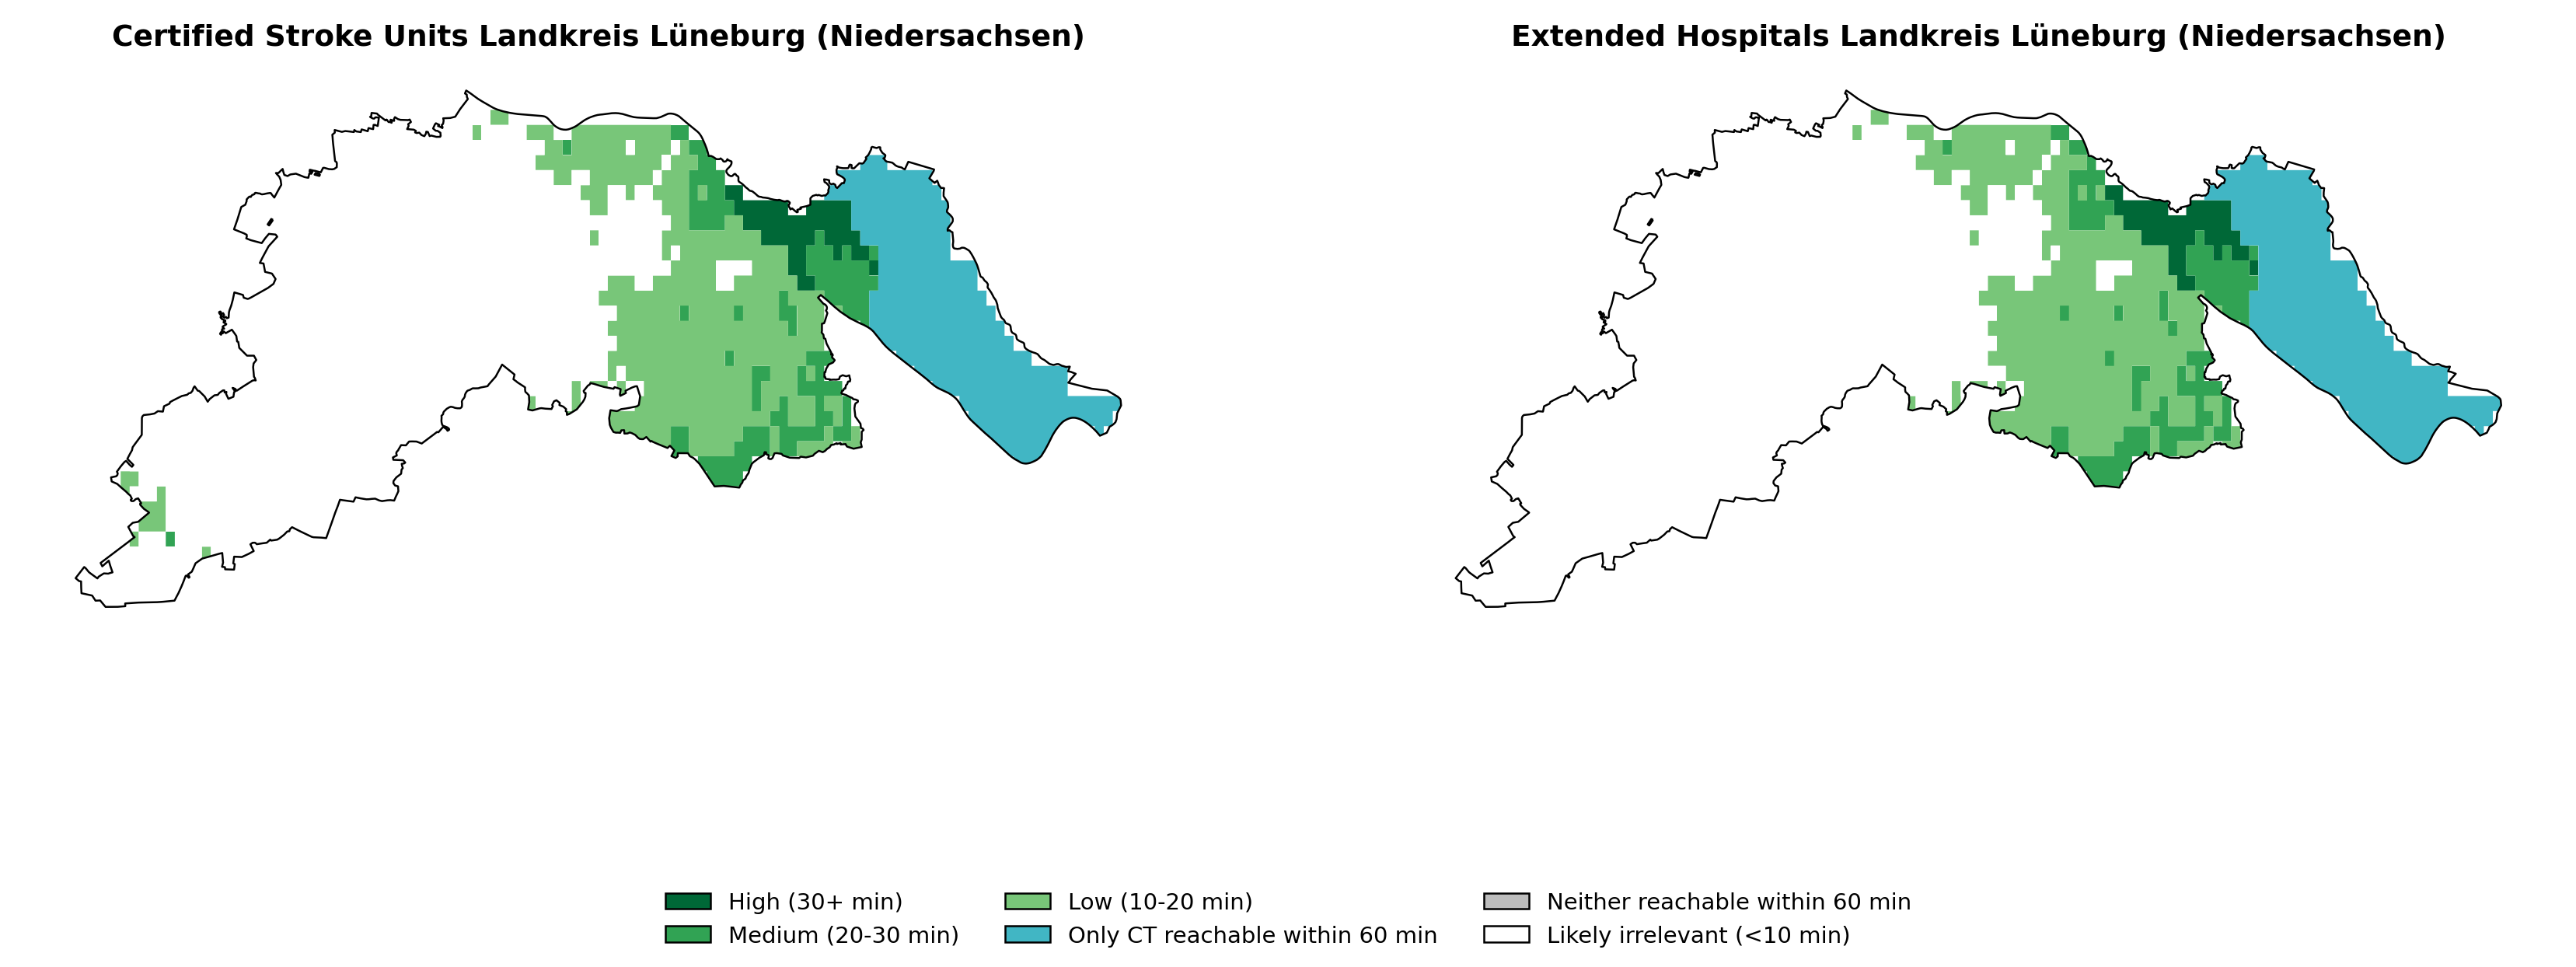 Certified Stroke Units Landkreis Lüneburg (Niedersachsen)
Extended Hospitals Landkreis Lüneburg (Niedersachsen)
High (30+ min)
Medium (20-30 min)
Low (10-20 min)
Only CT reachable within 60 min
Neither reachable within 60 min
Likely irrelevant (<10 min)